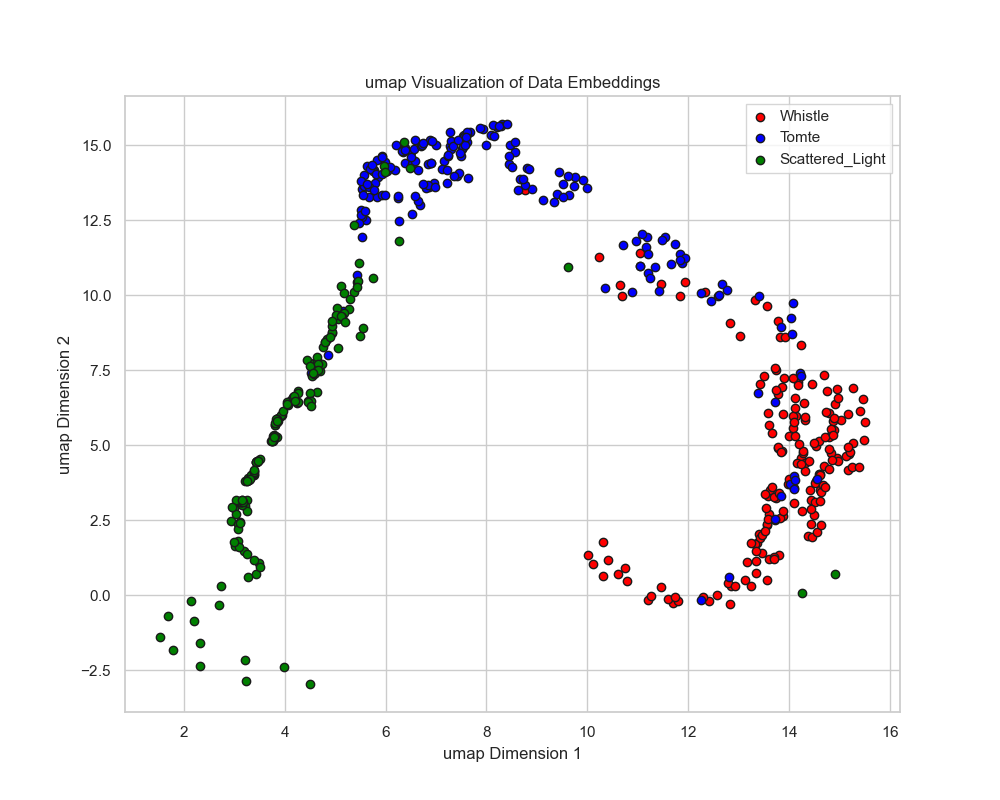 umap Visualization of Data Embeddings
Whistle
Tomte
Scattered_Light
15.0
12.5
10.0
7.5
5.0
2.5
0.0
−2.5
umap Dimension 2
2 4 6 8 10 12 14 16
umap Dimension 1